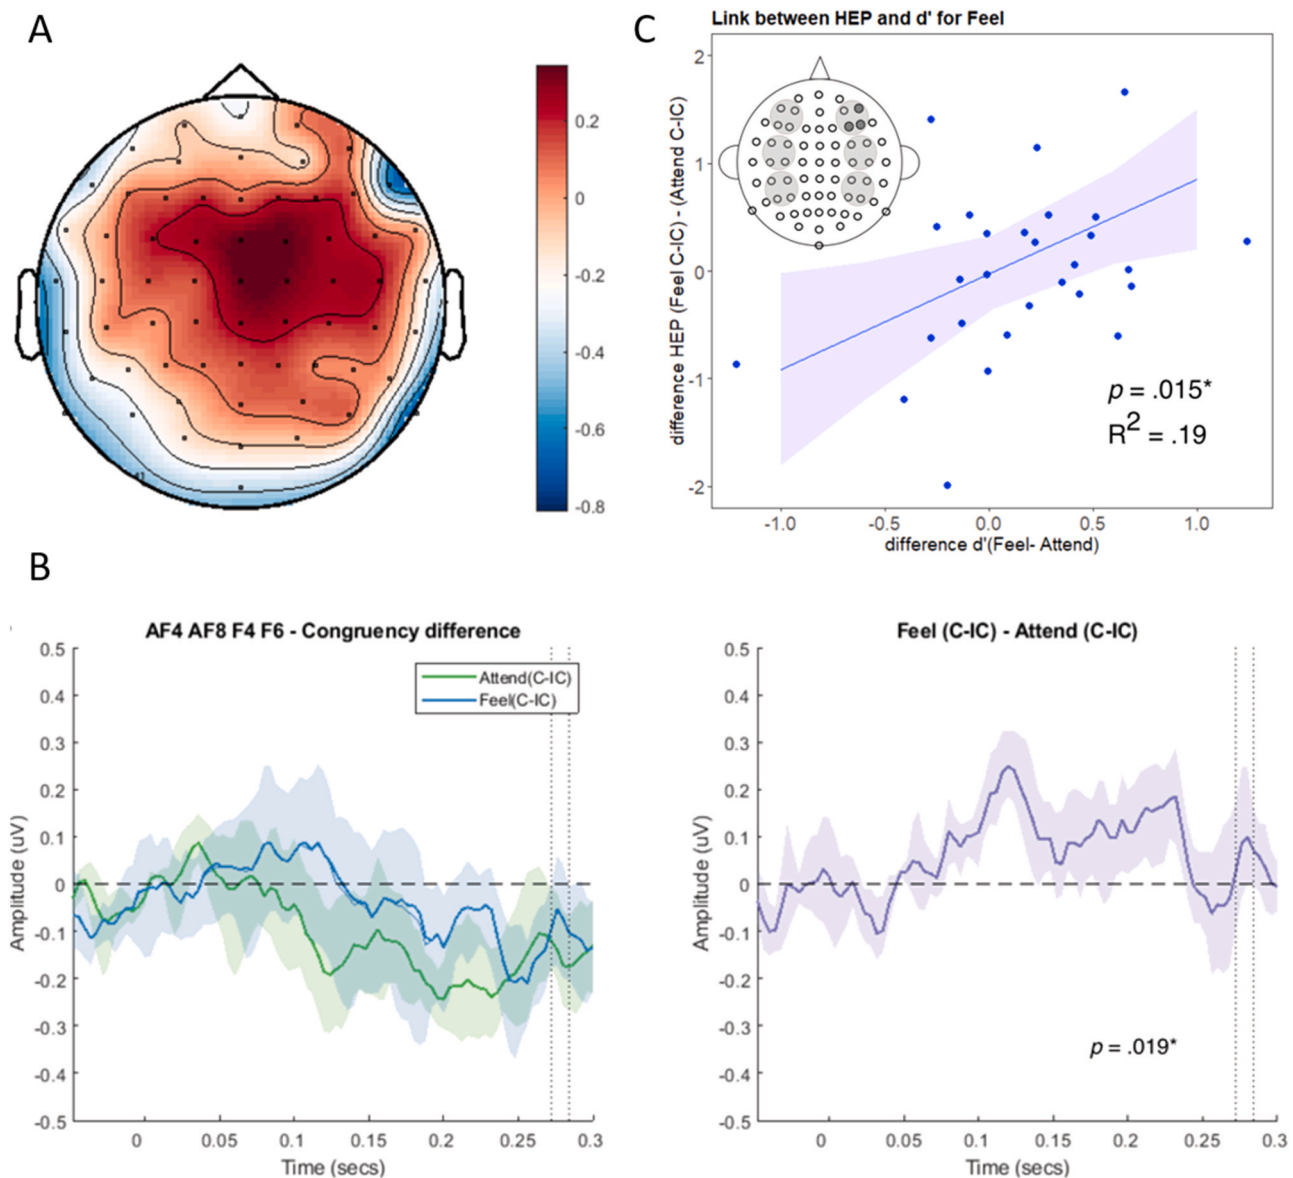 A
0.2
0
-0.2
-0.4
-0.6
-0.8
C
Link between HEP and d' for Feel
difference HEP (Feel C-IC) - (Attend C-IC)
2
1
0
-1
-2
p = .015*
R2 = .19
-1.0 -0.5 0.0 0.5 1.0
difference d'(Feel- Attend)
B
AF4 AF8 F4 F6 - Congruency difference
Attend(C-IC)
Feel(C-IC)
Amplitude (uV)
0.5
0.4
0.3
0.2
0.1
0
-0.1
-0.2
-0.3
-0.4
-0.5
0 0.05 0.1 0.15 0.2 0.25 0.3
Time (secs)
Feel (C-IC) - Attend (C-IC)
Amplitude (uV)
0.5
0.4
0.3
0.2
0.1
0
-0.1
-0.2
-0.3
-0.4
-0.5
p = .019*
0 0.05 0.1 0.15 0.2 0.25 0.3
Time (secs)